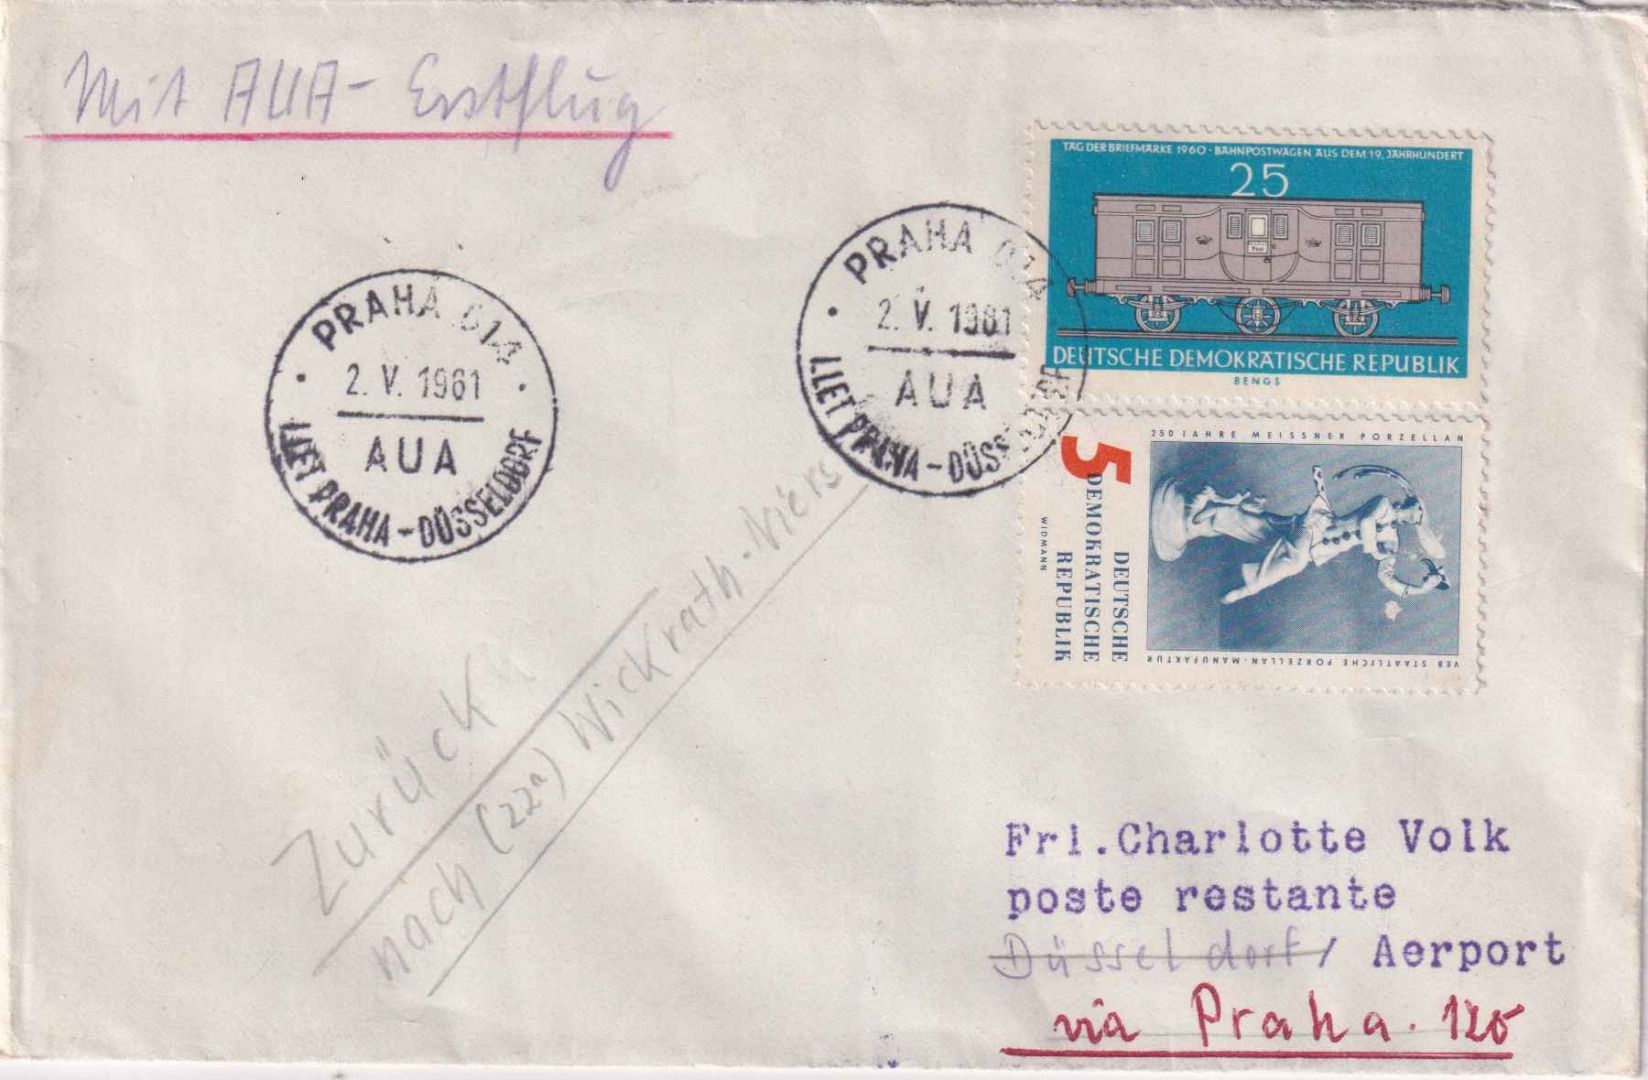 Mit AUA- Erstflug
TAG DER BRIEFMARKE 1960 · BAHNPOSTWAGEN AUS DEM 19. JAHRHUNDERT
25
DEUTSCHE DEMOKRATISCHE REPUBLIK
BENGS
PRAHA 014
2. V. 1961
AUA
I.LET PRAHA-DÜSSELDORF
PRAHA 014
2. V. 1961
AUA
I.LET PRAHA-DÜSSELDORF
250 JAHRE MEISSNER PORZELLAN
5
DEUTSCHE
DEMOKRATISCHE
REPUBLIK
WIDMANN
VEB STAATLICHE PORZELLAN-MANUFAKTUR
Zurück
nach (22a) Wickrath-Niers
Frl.Charlotte Volk
poste restante
Düsseldorf/ Aerport
via Praha. 120